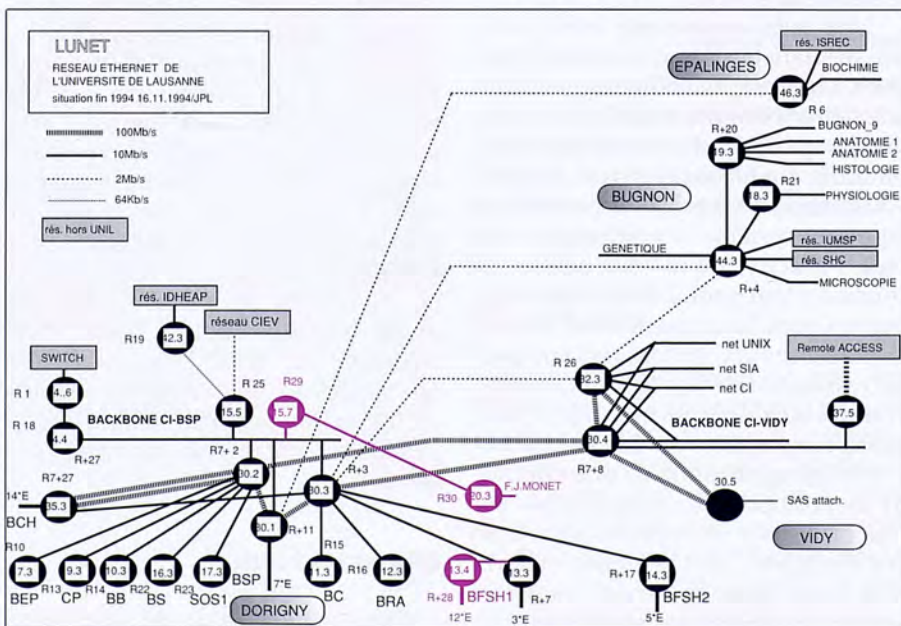 LUNET
RESEAU ETHERNET DE
L'UNIVERSITE DE LAUSANNE
situation fin 1994 16.11.1994/JPL
100Mb/s
10Mb/s
2Mb/s
64Kb/s
rés. hors UNIL
rés. ISREC
EPALINGES
BIOCHIMIE
46.3
R 6
R+20
BUGNON_9
ANATOMIE 1
19.3
ANATOMIE 2
HISTOLOGIE
R21
BUGNON
18.3
PHYSIOLOGIE
rés. IUMSP
GENETIQUE
44.3
rés. SHC
R+4
MICROSCOPIE
rés. IDHEAP
R19
42.3
réseau CIEV
net UNIX
Remote ACCESS
SWITCH
R 26
net SIA
R 25
R29
32.3
net CI
R 1
4..6
15.5
15.7
37.5
R 18
BACKBONE CI-BSP
BACKBONE CI-VIDY
4.4
30.4
R+27
R7+ 2
R7+8
R7+27
30.2
R+3
30.5
14*E
35.3
30.3
R30
20.3
F.J.MONET
SAS attach.
BCH
30.1
R+11
VIDY
R10
R15
7.3
R13
9.3
R14
10.3
R22
16.3
R23
17.3
BSP
7*E
11.3
R16
12.3
13.4
13.3
R+17
14.3
BEP
CP
BB
BS
SOS1
DORIGNY
BC
BRA
R+28
BFSH1
R+7
BFSH2
12*E
3*E
5*E